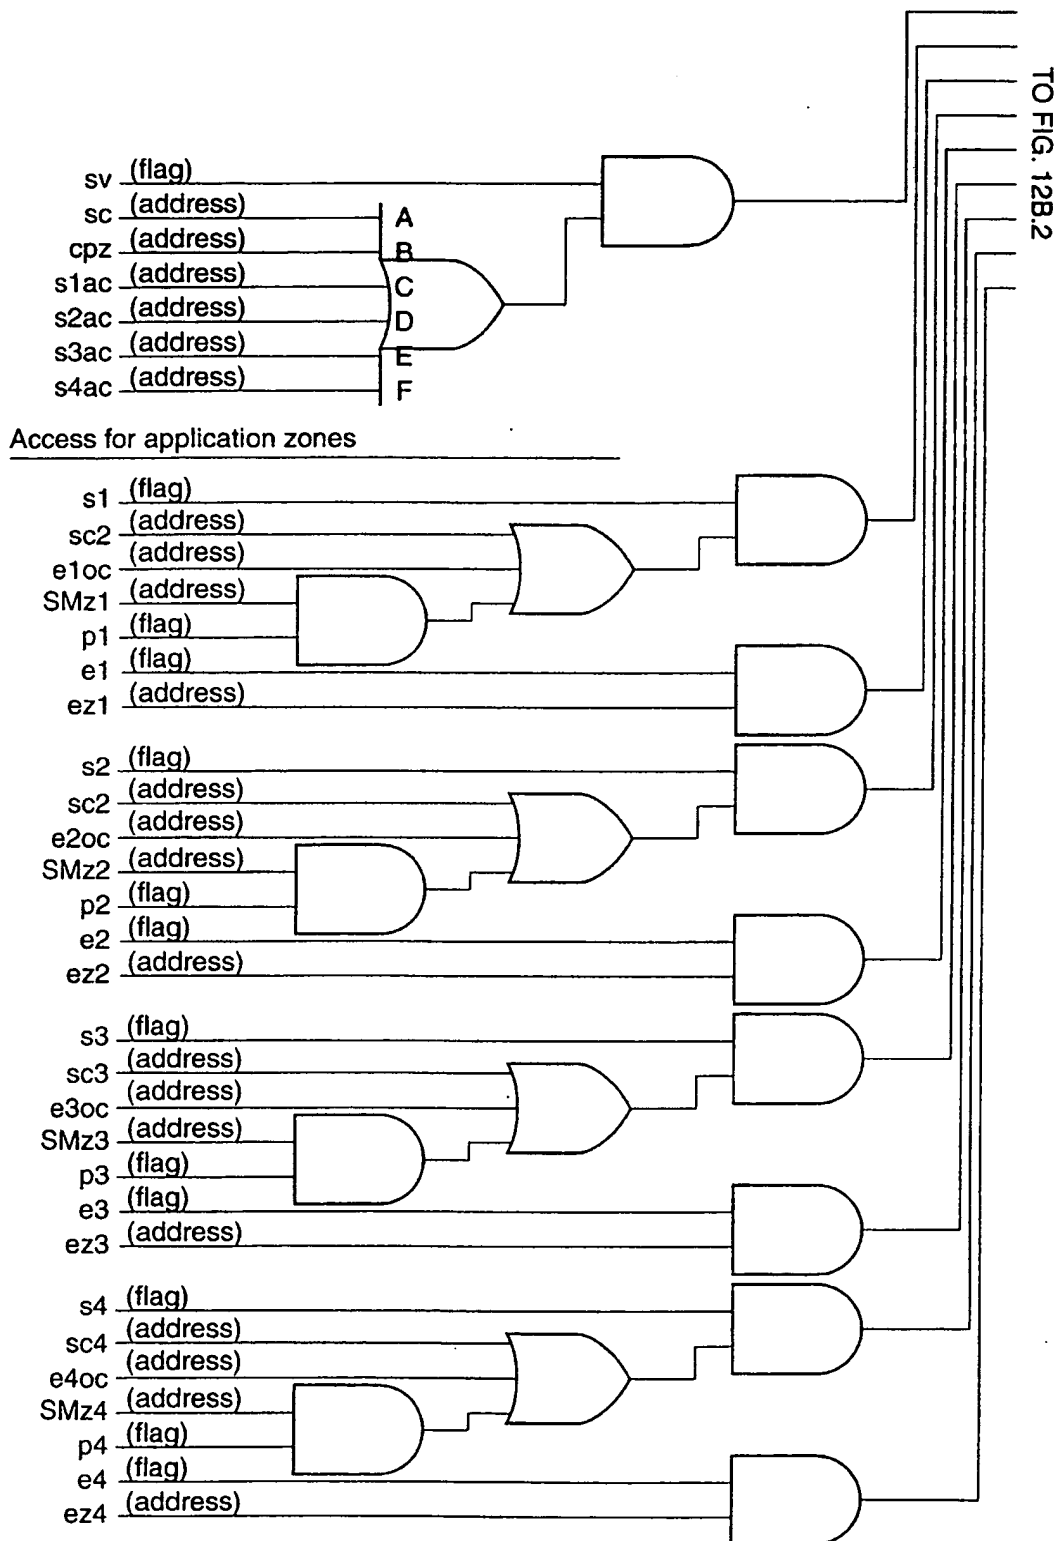 TO FIG. 12B.2
sv (flag)
sc (address) A
cpz (address) B
s1ac (address) C
s2ac (address) D
s3ac (address) E
s4ac (address) F
Access for application zones
s1 (flag)
sc2 (address)
e1oc (address)
SMz1 (address)
p1 (flag)
e1 (flag)
ez1 (address)
s2 (flag)
sc2 (address)
e2oc (address)
SMz2 (address)
p2 (flag)
e2 (flag)
ez2 (address)
s3 (flag)
sc3 (address)
e3oc (address)
SMz3 (address)
p3 (flag)
e3 (flag)
ez3 (address)
s4 (flag)
sc4 (address)
e4oc (address)
SMz4 (address)
p4 (flag)
e4 (flag)
ez4 (address)